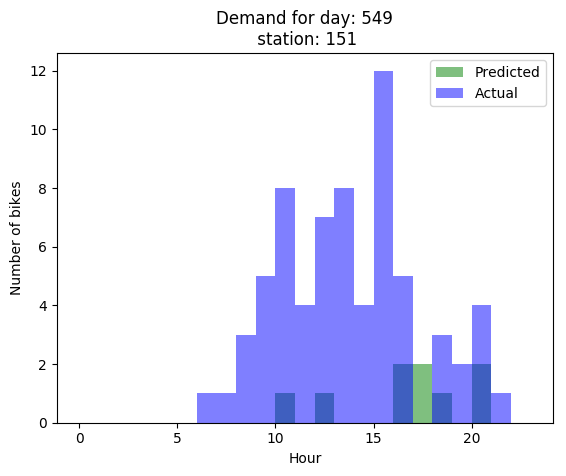 Demand for day: 549
station: 151
Predicted
Actual
Number of bikes
12
10
8
6
4
2
0
0 5 10 15 20
Hour